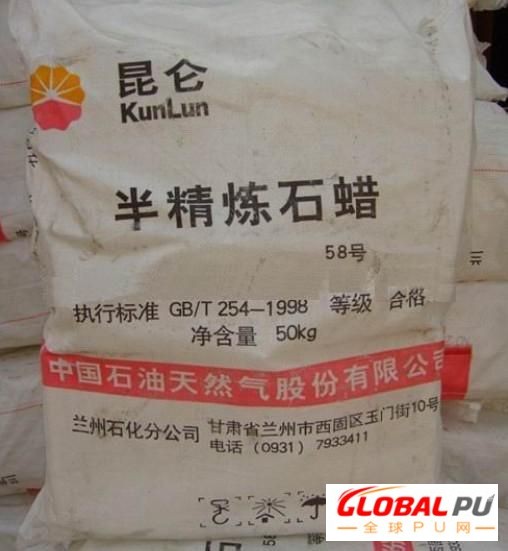 昆仑
KunLun
半精炼石蜡
58号
执行标准 GB/T 254-1998 等级 合格
净含量 50kg
中国石油天然气股份有限公司
兰州石化分公司 甘肃省兰州市西固区玉门街10号
电话 (0931) 7933411
58
GLOBAL PU
全球PU网